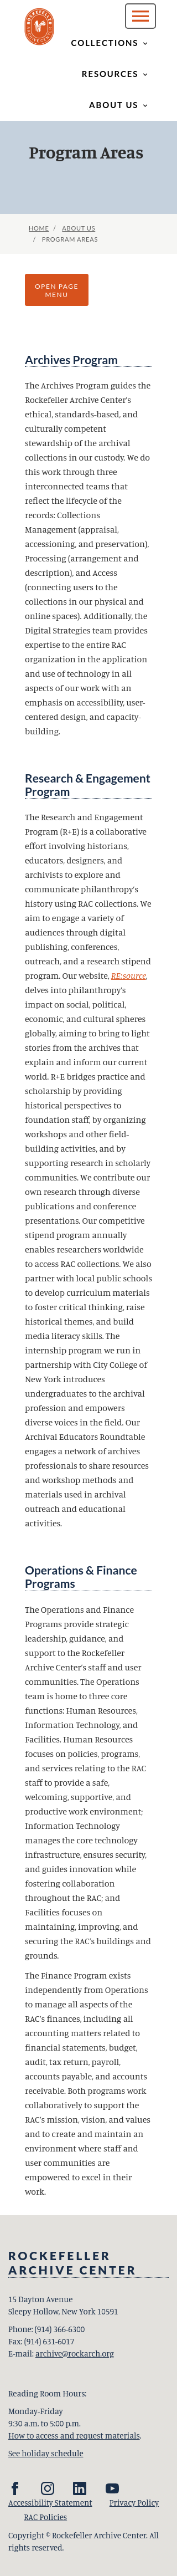 ROCKEFELLER
ARCHIVE CENTER
COLLECTIONS
RESOURCES
ABOUT US
Program Areas
HOME / ABOUT US
/ PROGRAM AREAS
OPEN PAGE
MENU
Archives Program
The Archives Program guides the
Rockefeller Archive Center's
ethical, standards-based, and
culturally competent
stewardship of the archival
collections in our custody. We do
this work through three
interconnected teams that
reflect the lifecycle of the
records: Collections
Management (appraisal,
accessioning, and preservation),
Processing (arrangement and
description), and Access
(connecting users to the
collections in our physical and
online spaces). Additionally, the
Digital Strategies team provides
expertise to the entire RAC
organization in the application
and use of technology in all
aspects of our work with an
emphasis on accessibility, user-
centered design, and capacity-
building.
Research & Engagement
Program
The Research and Engagement
Program (R+E) is a collaborative
effort involving historians,
educators, designers, and
archivists to explore and
communicate philanthropy's
history using RAC collections. We
aim to engage a variety of
audiences through digital
publishing, conferences,
outreach, and a research stipend
program. Our website, RE:source,
delves into philanthropy's
impact on social, political,
economic, and cultural spheres
globally, aiming to bring to light
stories from the archives that
explain and inform our current
world. R+E bridges practice and
scholarship by providing
historical perspectives to
foundation staff, by organizing
workshops and other field-
building activities, and by
supporting research in scholarly
communities. We contribute our
own research through diverse
publications and conference
presentations. Our competitive
stipend program annually
enables researchers worldwide
to access RAC collections. We also
partner with local public schools
to develop curriculum materials
to foster critical thinking, raise
historical themes, and build
media literacy skills. The
internship program we run in
partnership with City College of
New York introduces
undergraduates to the archival
profession and empowers
diverse voices in the field. Our
Archival Educators Roundtable
engages a network of archives
professionals to share resources
and workshop methods and
materials used in archival
outreach and educational
activities.
Operations & Finance
Programs
The Operations and Finance
Programs provide strategic
leadership, guidance, and
support to the Rockefeller
Archive Center's staff and user
communities. The Operations
team is home to three core
functions: Human Resources,
Information Technology, and
Facilities. Human Resources
focuses on policies, programs,
and services relating to the RAC
staff to provide a safe,
welcoming, supportive, and
productive work environment;
Information Technology
manages the core technology
infrastructure, ensures security,
and guides innovation while
fostering collaboration
throughout the RAC; and
Facilities focuses on
maintaining, improving, and
securing the RAC's buildings and
grounds.
The Finance Program exists
independently from Operations
to manage all aspects of the
RAC's finances, including all
accounting matters related to
financial statements, budget,
audit, tax return, payroll,
accounts payable, and accounts
receivable. Both programs work
collaboratively to support the
RAC's mission, vision, and values
and to create and maintain an
environment where staff and
user communities are
empowered to excel in their
work.
ROCKEFELLER
ARCHIVE CENTER
15 Dayton Avenue
Sleepy Hollow, New York 10591
Phone: (914) 366-6300
Fax: (914) 631-6017
E-mail: archive@rockarch.org
Reading Room Hours:
Monday-Friday
9:30 a.m. to 5:00 p.m.
How to access and request materials.
See holiday schedule
Accessibility Statement Privacy Policy
RAC Policies
Copyright © Rockefeller Archive Center. All
rights reserved.